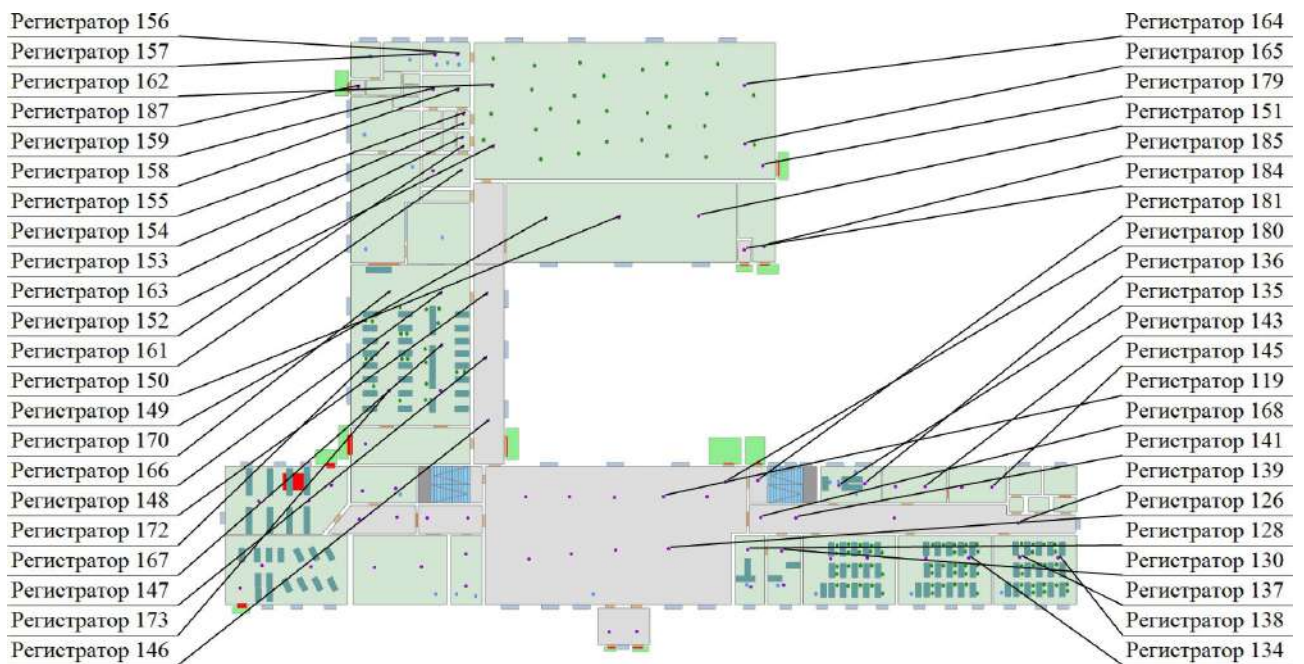 Регистратор 156
Регистратор 157
Регистратор 162
Регистратор 187
Регистратор 159
Регистратор 158
Регистратор 155
Регистратор 154
Регистратор 153
Регистратор 163
Регистратор 152
Регистратор 161
Регистратор 150
Регистратор 149
Регистратор 170
Регистратор 166
Регистратор 148
Регистратор 172
Регистратор 167
Регистратор 147
Регистратор 173
Регистратор 146
Регистратор 164
Регистратор 165
Регистратор 179
Регистратор 151
Регистратор 185
Регистратор 184
Регистратор 181
Регистратор 180
Регистратор 136
Регистратор 135
Регистратор 143
Регистратор 145
Регистратор 119
Регистратор 168
Регистратор 141
Регистратор 139
Регистратор 126
Регистратор 128
Регистратор 130
Регистратор 137
Регистратор 138
Регистратор 134